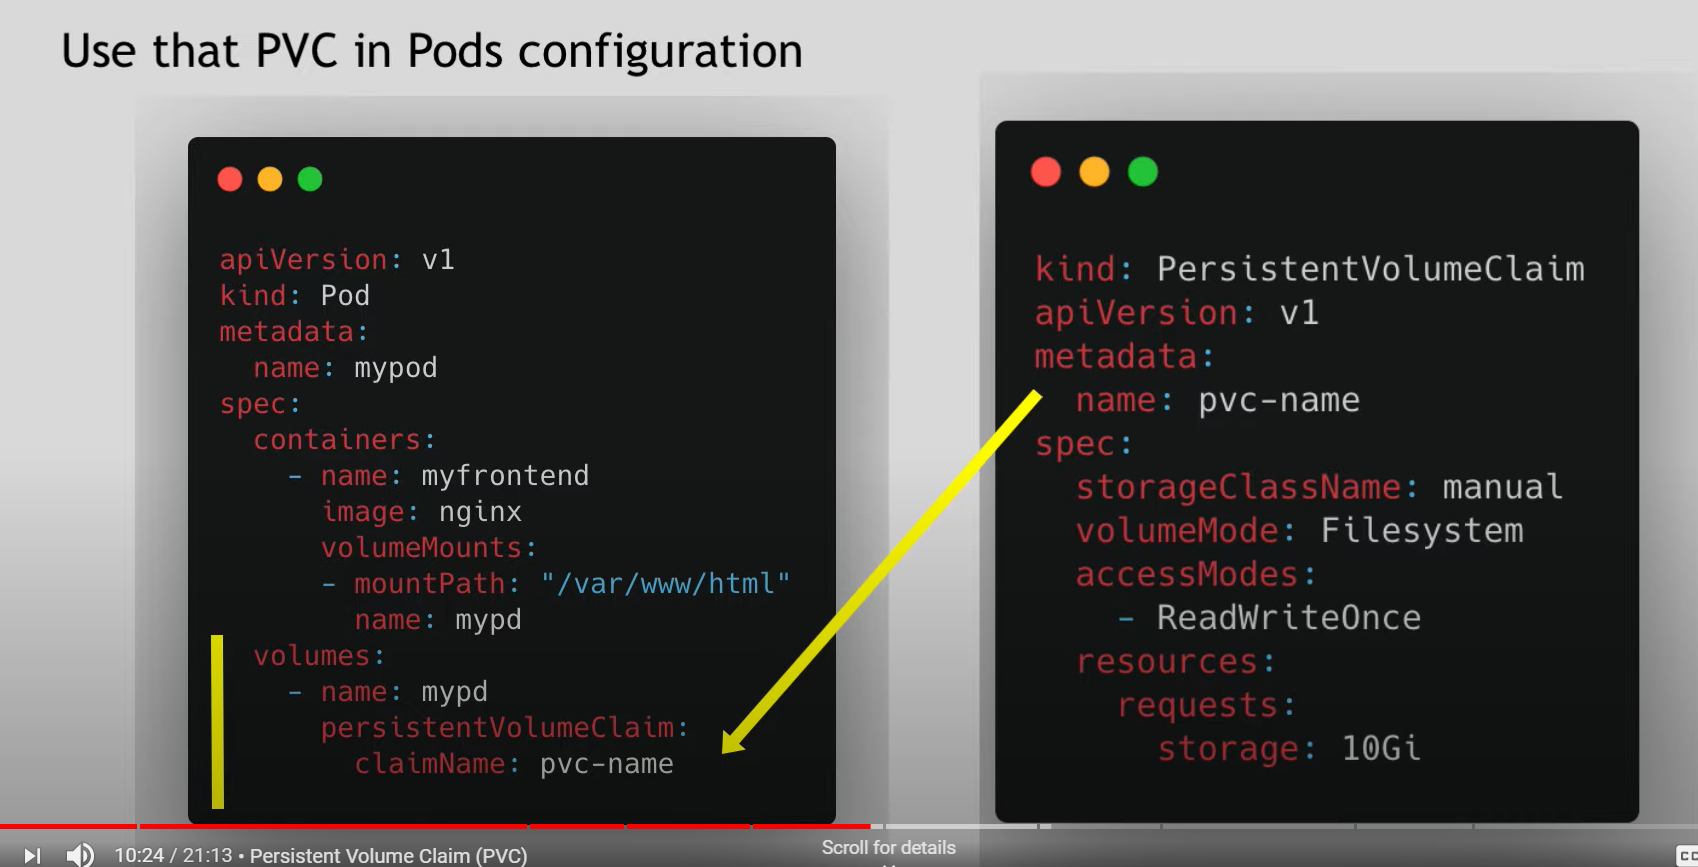 Use that PVC in Pods configuration
apiVersion: v1
kind: Pod
metadata:
  name: mypod
spec:
  containers:
    - name: myfrontend
      image: nginx
      volumeMounts:
      - mountPath: "/var/www/html"
        name: mypd
  volumes:
    - name: mypd
      persistentVolumeClaim:
        claimName: pvc-name
kind: PersistentVolumeClaim
apiVersion: v1
metadata:
  name: pvc-name
spec:
  storageClassName: manual
  volumeMode: Filesystem
  accessModes:
    - ReadWriteOnce
  resources:
    requests:
      storage: 10Gi
10:24 / 21:13 • Persistent Volume Claim (PVC)
Scroll for details